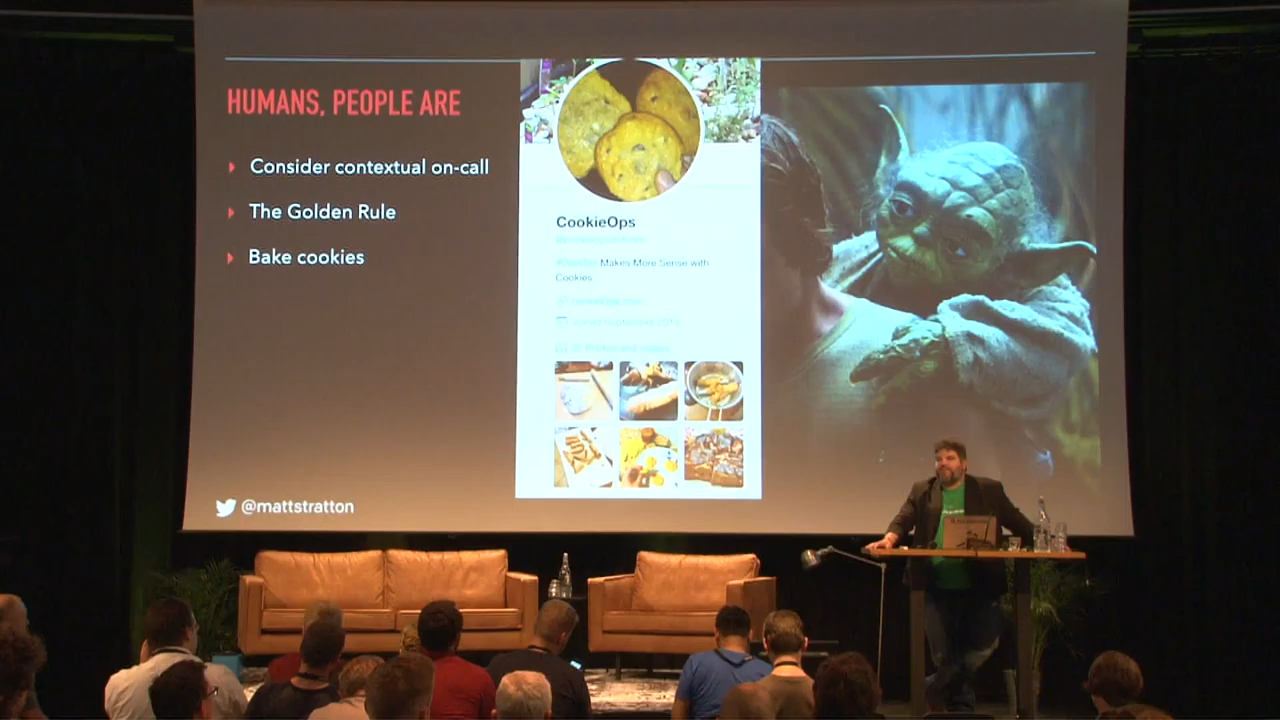 HUMANS, PEOPLE ARE
Consider contextual on-call
The Golden Rule
Bake cookies
CookieOps
Makes More Sense with
Cookies
@mattstratton